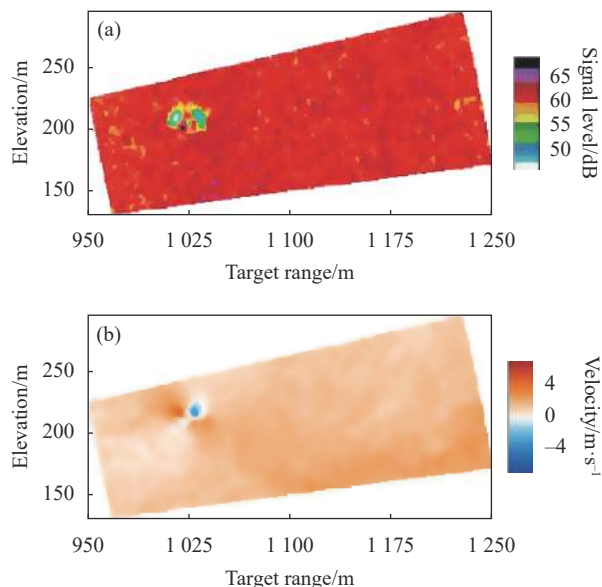 (a)
250
200
150
Elevation/m
950
1 025
1 100
1 175
1 250
Target range/m
65
60
55
50
Signal level/dB
(b)
250
200
150
Elevation/m
950
1 025
1 100
1 175
1 250
Target range/m
4
0
−4
Velocity/m·s⁻¹